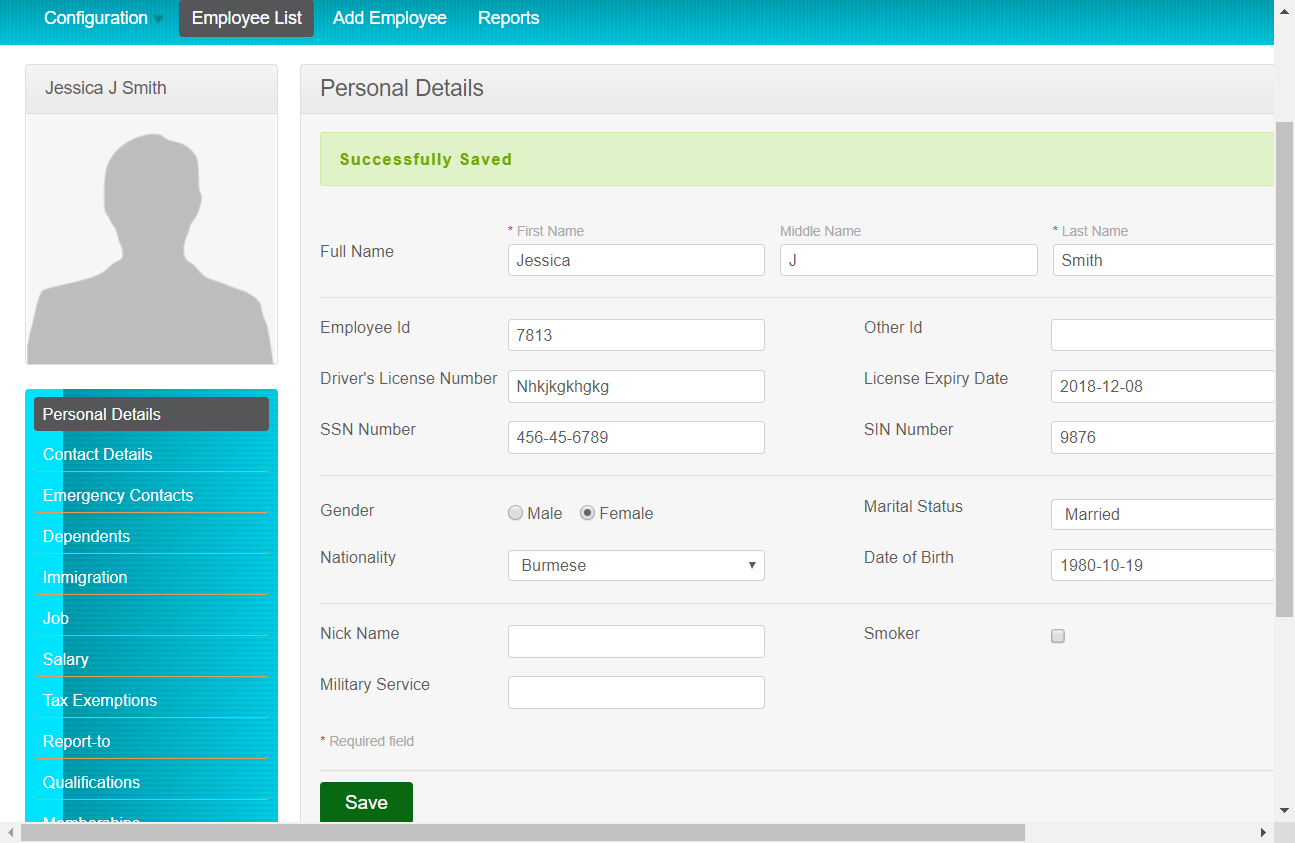 Configuration Employee List Add Employee Reports
Jessica J Smith
Personal Details
Contact Details
Emergency Contacts
Dependents
Immigration
Job
Salary
Tax Exemptions
Report-to
Qualifications
Memberships
Personal Details
Successfully Saved
* First Name Middle Name * Last Name
Full Name Jessica J Smith
Employee Id 7813 Other Id
Driver's License Number Nhkjkgkhgkg License Expiry Date 2018-12-08
SSN Number 456-45-6789 SIN Number 9876
Gender Male Female Marital Status Married
Nationality Burmese Date of Birth 1980-10-19
Nick Name Smoker
Military Service
* Required field
Save